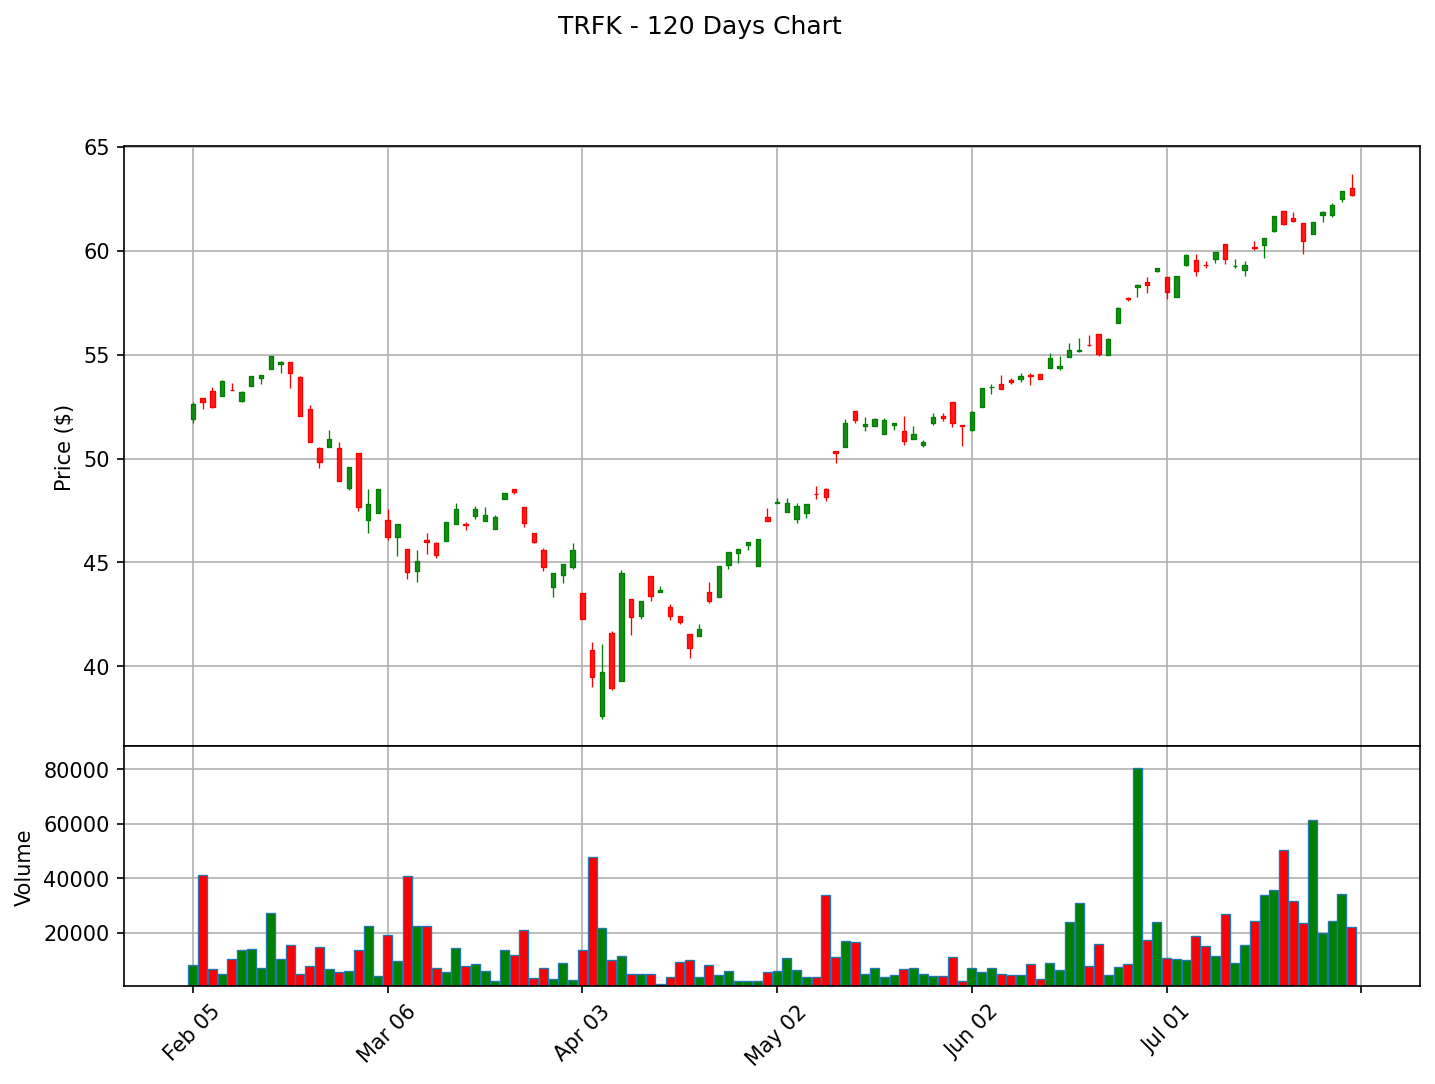 TRFK - 120 Days Chart
65
60
55
50
45
40
Price ($)
80000
60000
40000
20000
Volume
Feb 05
Mar 06
Apr 03
May 02
Jun 02
Jul 01